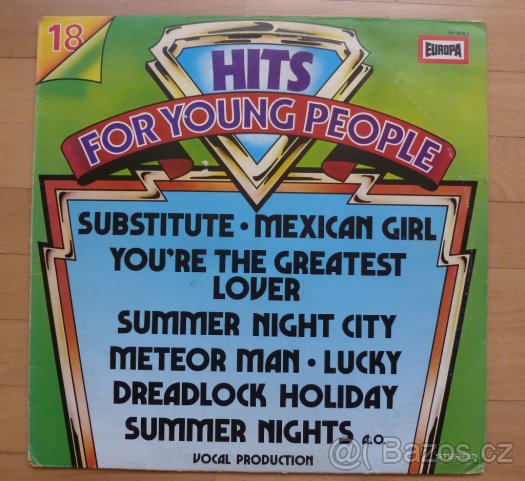 18
EUROPA
HITS
FOR YOUNG PEOPLE
SUBSTITUTE • MEXICAN GIRL
YOU'RE THE GREATEST
LOVER
SUMMER NIGHT CITY
METEOR MAN • LUCKY
DREADLOCK HOLIDAY
SUMMER NIGHTS A.O.
VOCAL PRODUCTION
STEREO
Bazos.cz